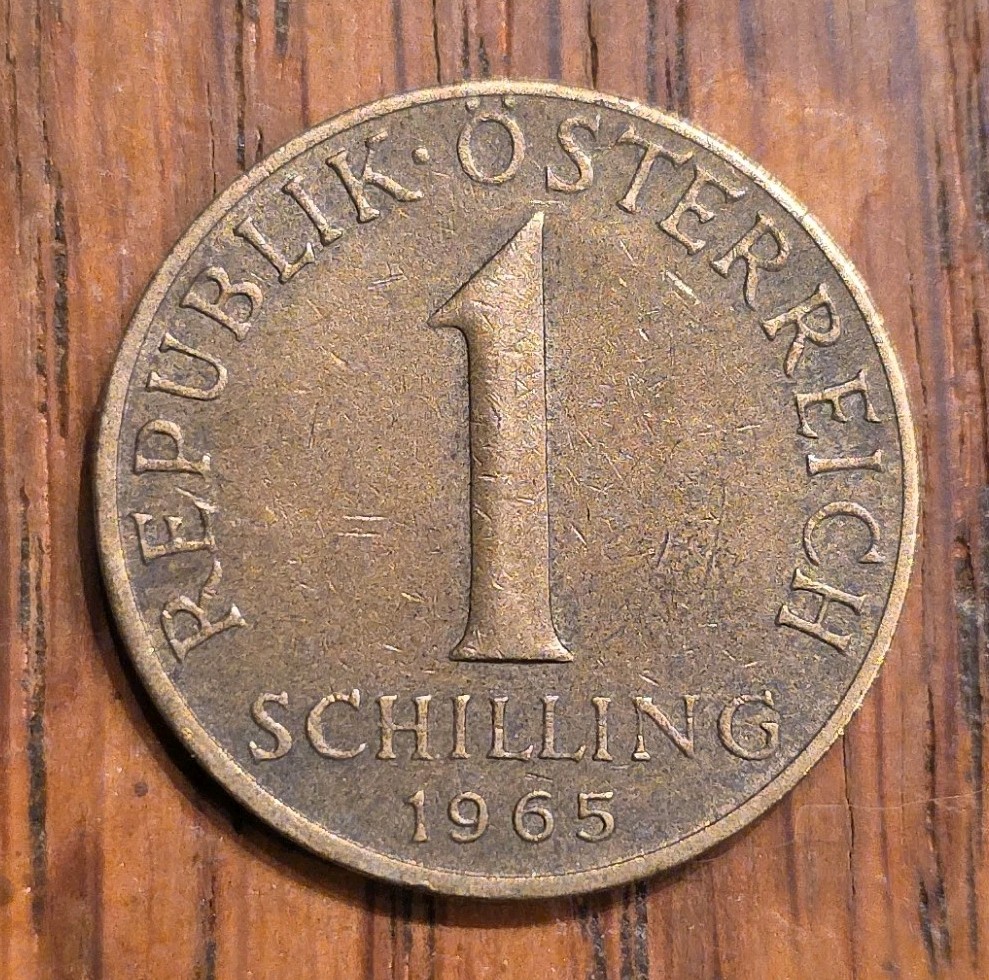 REPUBLIK·ÖSTERREICH
1
SCHILLING
1965